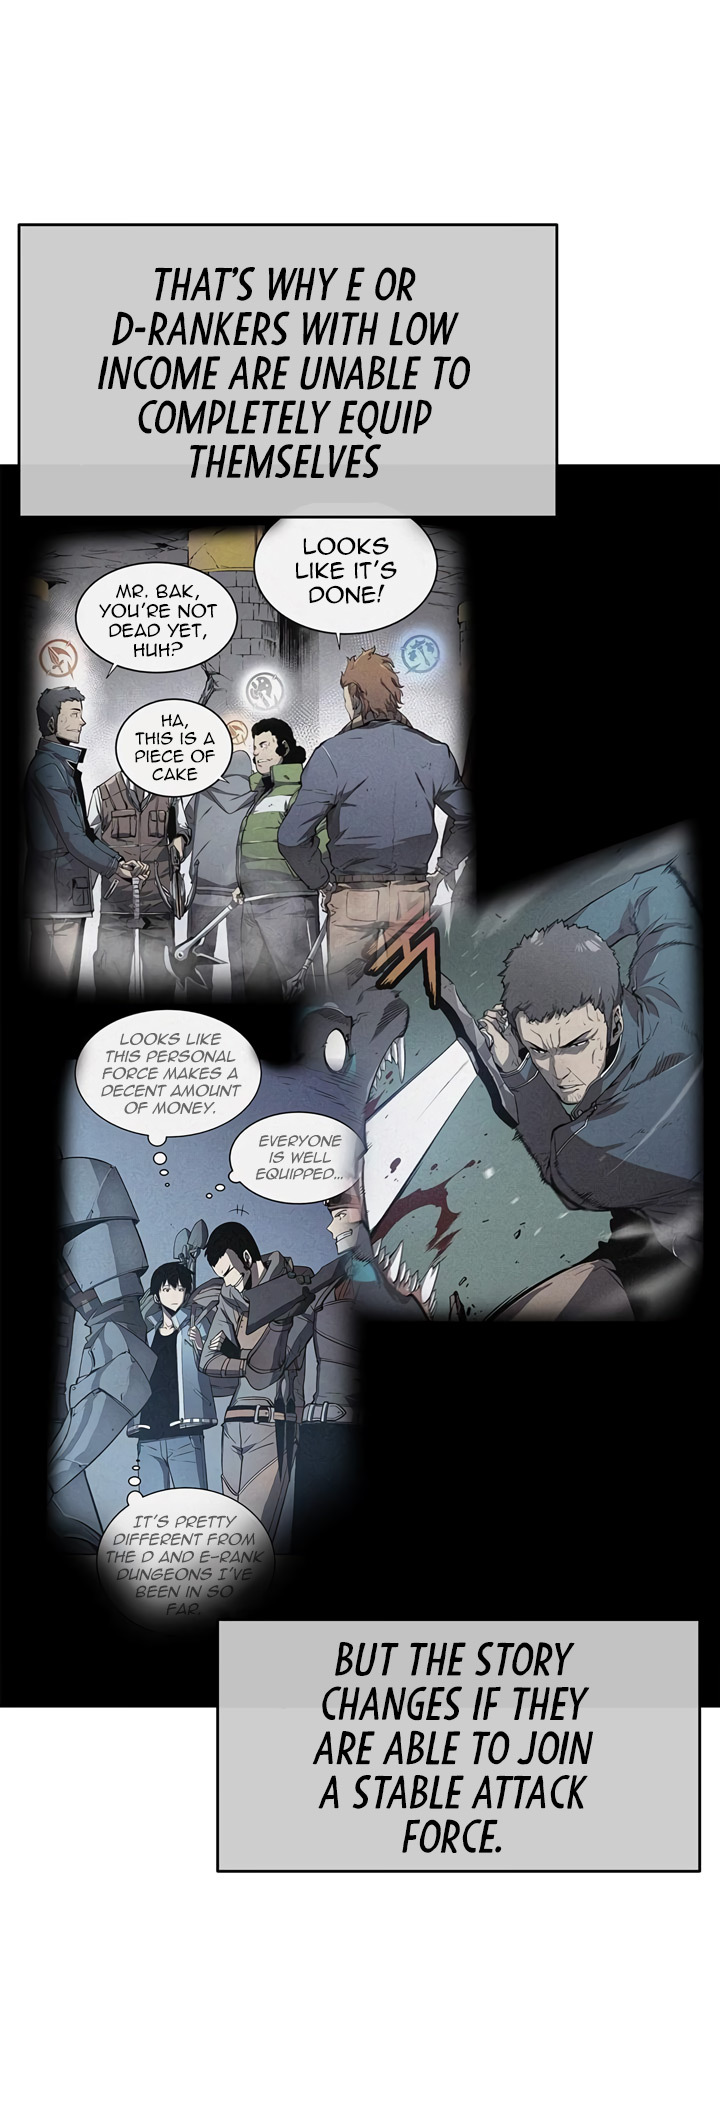 THAT'S WHY E OR
D-RANKERS WITH LOW
INCOME ARE UNABLE TO
COMPLETELY EQUIP
THEMSELVES
LOOKS
LIKE IT'S
DONE!
MR. BAK,
YOU'RE NOT
DEAD YET,
HUH?
HA,
THIS IS A
PIECE OF
CAKE
LOOKS LIKE
THIS PERSONAL
FORCE MAKES A
DECENT AMOUNT
OF MONEY.
EVERYONE
IS WELL
EQUIPPED...
IT'S PRETTY
DIFFERENT FROM
THE D AND E-RANK
DUNGEONS I'VE
BEEN IN SO
FAR.
BUT THE STORY
CHANGES IF THEY
ARE ABLE TO JOIN
A STABLE ATTACK
FORCE.